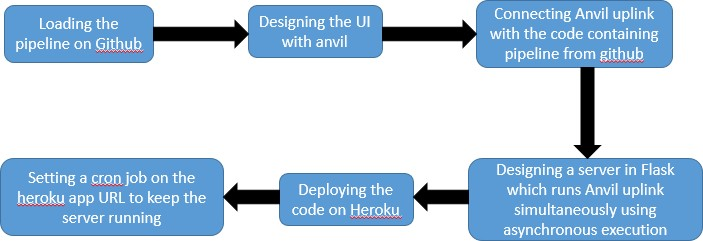 Loading the
pipeline on Github
Designing the UI
with anvil
Connecting Anvil uplink
with the code containing
pipeline from github
Designing a server in Flask
which runs Anvil uplink
simultaneously using
asynchronous execution
Deploying the
code on Heroku
Setting a cron job on the
heroku app URL to keep the
server running